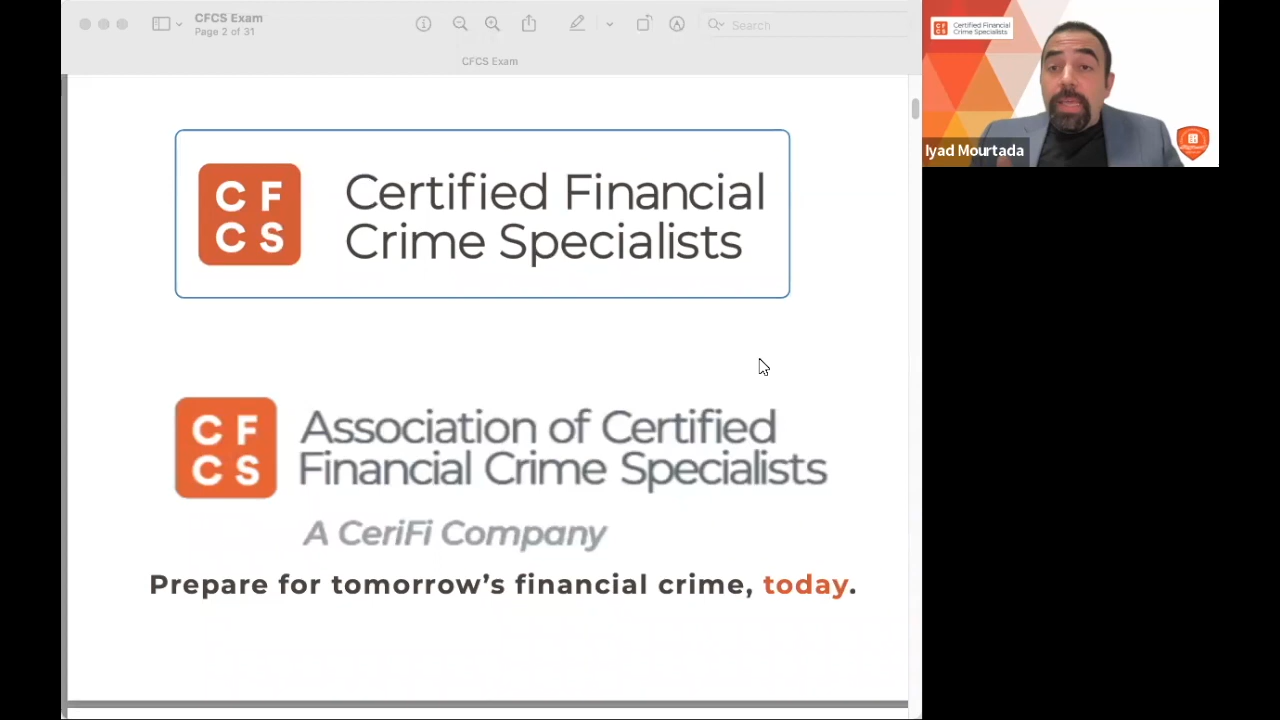 CFCS Exam
Page 2 of 31
Search
CFCS Exam
C F
C S
Certified Financial
Crime Specialists
C F
C S
Association of Certified
Financial Crime Specialists
A CeriFi Company
Prepare for tomorrow's financial crime, today.
C F
C S
Certified Financial
Crime Specialists
Iyad Mourtada